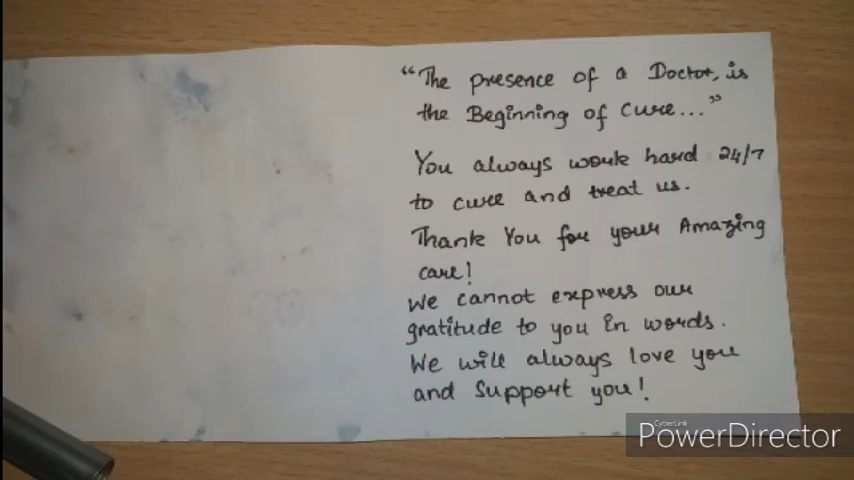 “The presence of a Doctor, is
the Beginning of Cure...”
You always work hard 24/7
to cure and treat us.
Thank You for your Amazing
care!
We cannot express our
gratitude to you in words.
We will always love you
and Support you!
CyberLink
PowerDirector